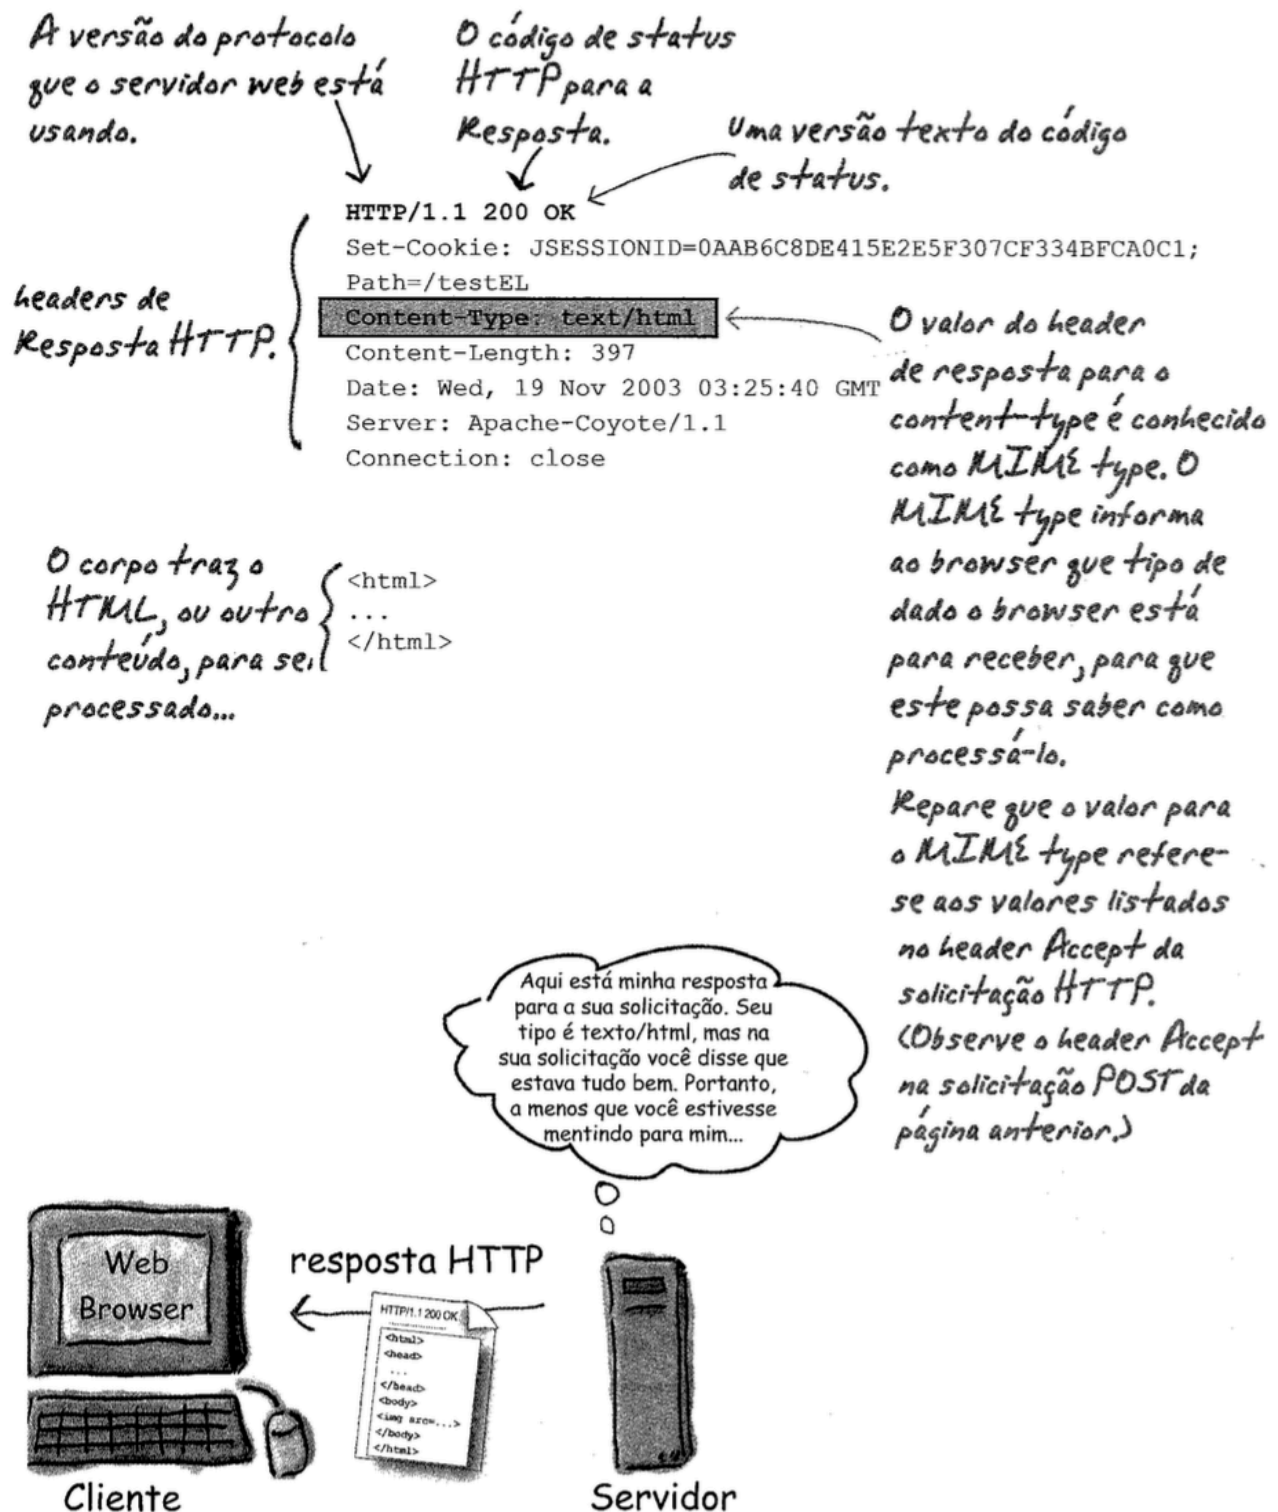 A versão do protocolo
que o servidor web está
usando.
O código de status
HTTP para a
Resposta.
Uma versão texto do código
de status.
HTTP/1.1 200 OK
Set-Cookie: JSESSIONID=0AAB6C8DE415E2E5F307CF334BFCA0C1;
Path=/testEL
Content-Type: text/html
Content-Length: 397
Date: Wed, 19 Nov 2003 03:25:40 GMT
Server: Apache-Coyote/1.1
Connection: close
headers de
Resposta HTTP.
O valor do header
de resposta para o
content-type é conhecido
como MIME type. O
MIME type informa
ao browser que tipo de
dado o browser está
para receber, para que
este possa saber como
processá-lo.
Repare que o valor para
o MIME type refere-
se aos valores listados
no header Accept da
solicitação HTTP.
(Observe o header Accept
na solicitação POST da
página anterior.)
O corpo traz o
HTML, ou outro
conteúdo, para ser
processado...
<html>
...
</html>
Aqui está minha resposta
para a sua solicitação. Seu
tipo é texto/html, mas na
sua solicitação você disse que
estava tudo bem. Portanto,
a menos que você estivesse
mentindo para mim...
Web
Browser
resposta HTTP
HTTP/1.1 200 OK
<html>
<head>
...
</head>
<body>
<img src=...>
</body>
</html>
Cliente
Servidor